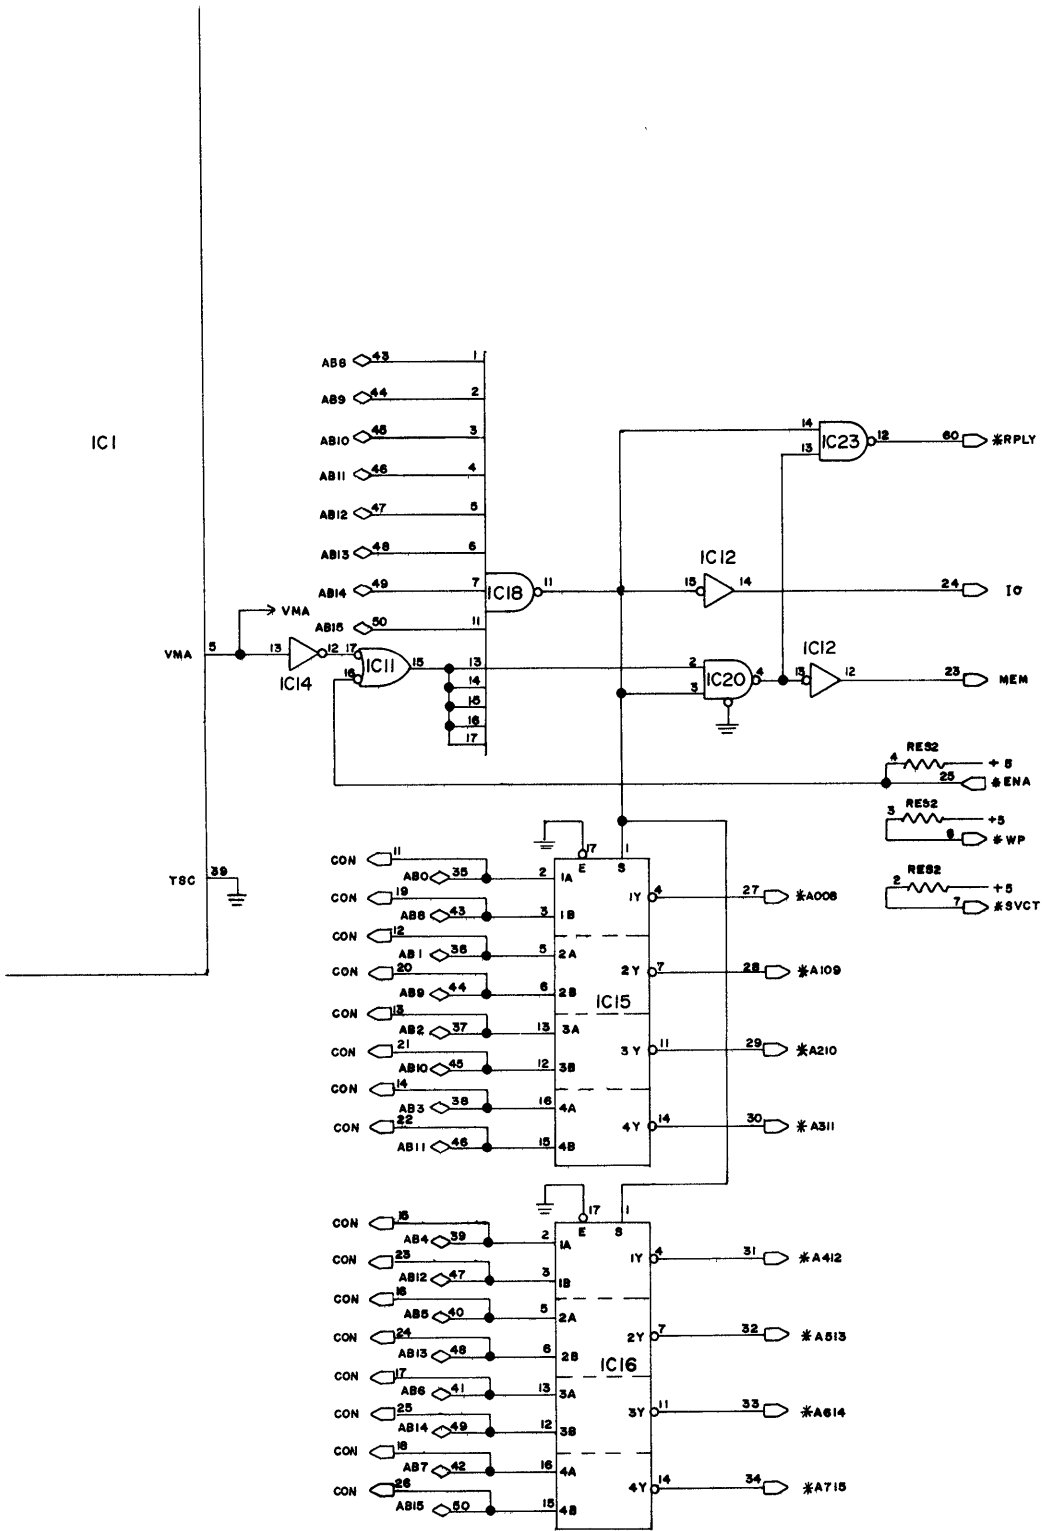 AB8 43 1
AB9 44 2
AB10 45 3
IC1
14 IC23 12 60 *RPLY
13
AB11 46 4
AB12 47 5
AB13 48 6
IC12
AB14 49 7 IC18 11 15 14 24 IO
VMA
AB15 50 11
VMA 5 13 12 17 IC11 15 13 2 IC20 4 IC12 13 12 23 MEM
IC14 16 14 3
15
16
17
RES2
4 +5
25 *ENA
RES2
3 +5
8 *WP
RES2
2 +5
7 *SVCT
TSC 39
17 1
E S
CON 11
AB0 35 2 1A
1Y 4 27 *A008
CON 19
AB8 43 3 1B
CON 12
AB1 36 5 2A
2Y 7 28 *A109
CON 20
AB9 44 6 2B
IC15
CON 13
AB2 37 13 3A
3Y 11 29 *A210
CON 21
AB10 45 12 3B
CON 14
AB3 38 16 4A
4Y 14 30 *A311
CON 22
AB11 46 15 4B
17 1
E S
CON 15
AB4 39 2 1A
1Y 4 31 *A412
CON 23
AB12 47 3 1B
CON 16
AB5 40 5 2A
2Y 7 32 *A513
CON 24
AB13 48 6 2B
IC16
CON 17
AB6 41 13 3A
3Y 11 33 *A614
CON 25
AB14 49 12 3B
CON 18
AB7 42 16 4A
4Y 14 34 *A715
CON 26
AB15 50 15 4B